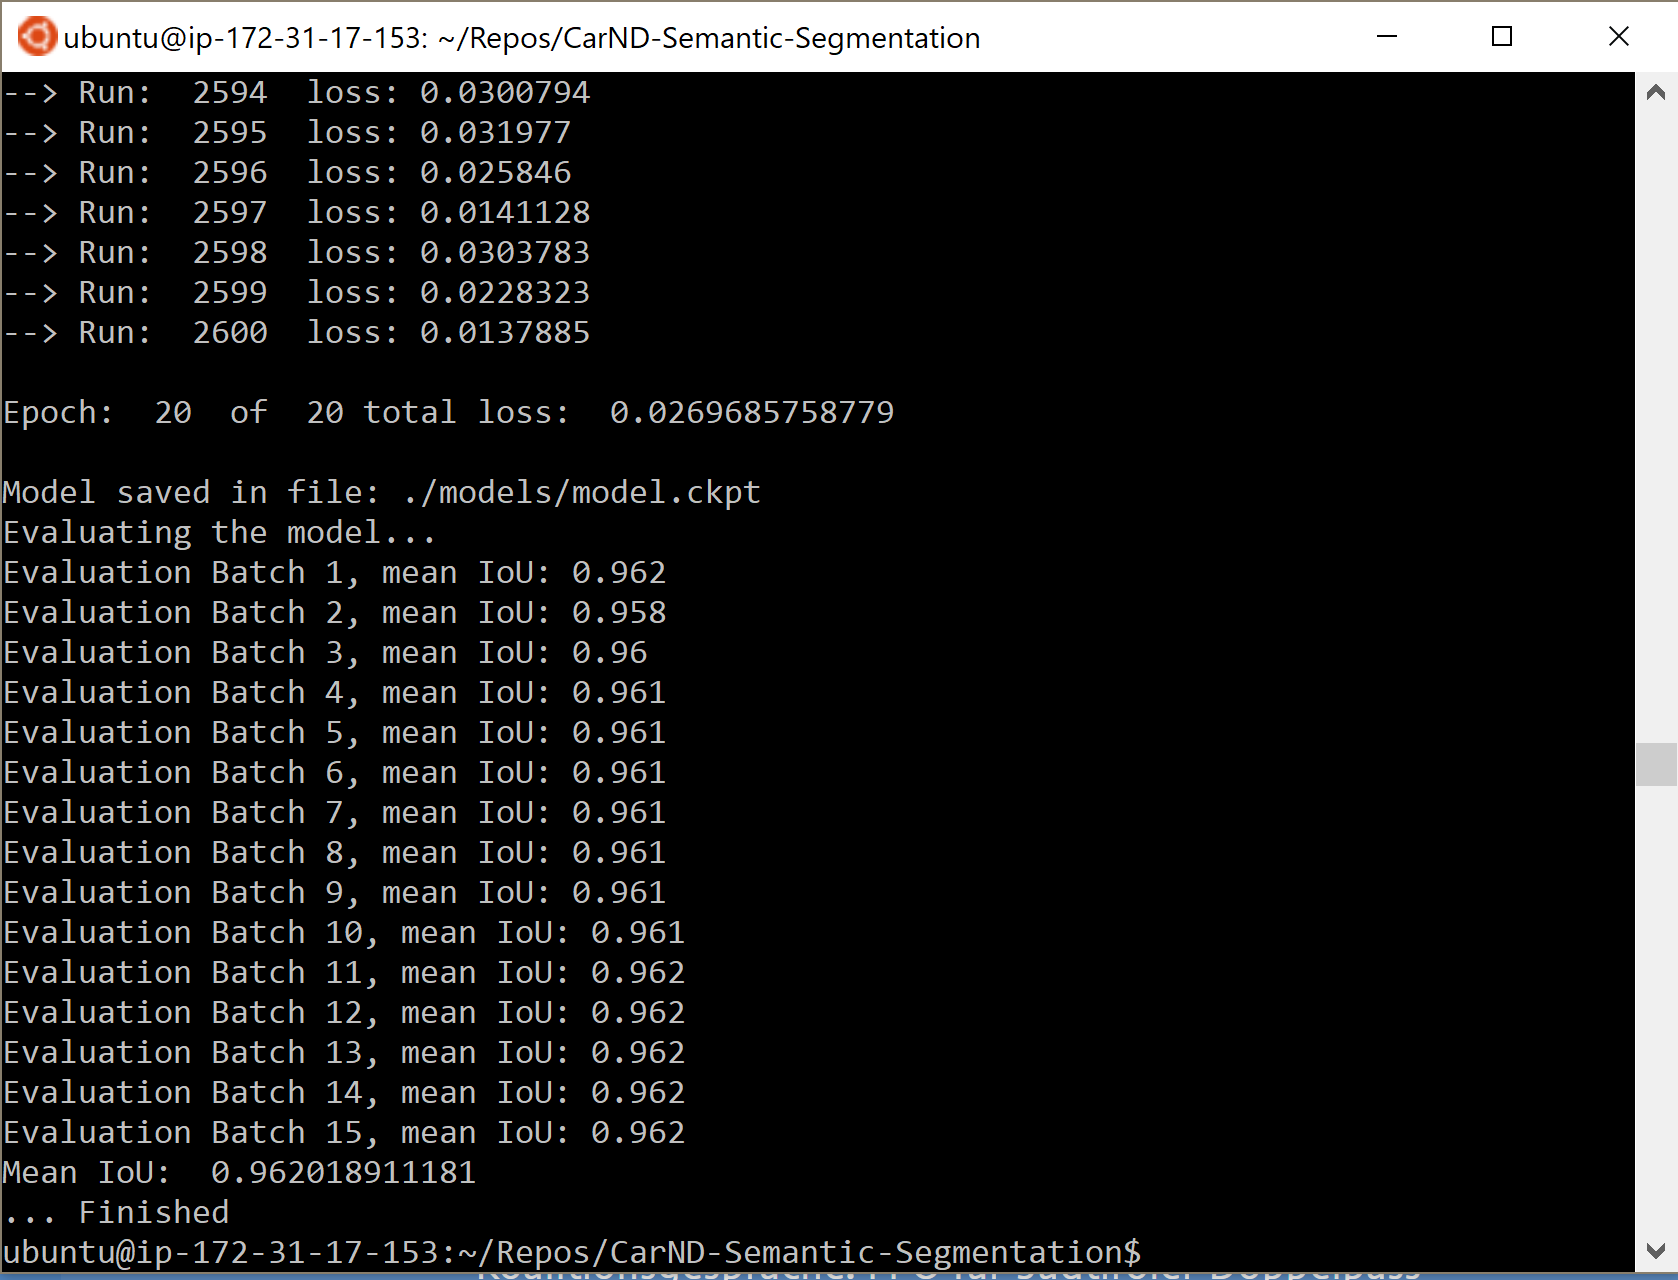 ubuntu@ip-172-31-17-153: ~/Repos/CarND-Semantic-Segmentation
--> Run:  2594  loss: 0.0300794
--> Run:  2595  loss: 0.031977
--> Run:  2596  loss: 0.025846
--> Run:  2597  loss: 0.0141128
--> Run:  2598  loss: 0.0303783
--> Run:  2599  loss: 0.0228323
--> Run:  2600  loss: 0.0137885
Epoch:  20  of  20 total loss:  0.0269685758779
Model saved in file: ./models/model.ckpt
Evaluating the model...
Evaluation Batch 1, mean IoU: 0.962
Evaluation Batch 2, mean IoU: 0.958
Evaluation Batch 3, mean IoU: 0.96
Evaluation Batch 4, mean IoU: 0.961
Evaluation Batch 5, mean IoU: 0.961
Evaluation Batch 6, mean IoU: 0.961
Evaluation Batch 7, mean IoU: 0.961
Evaluation Batch 8, mean IoU: 0.961
Evaluation Batch 9, mean IoU: 0.961
Evaluation Batch 10, mean IoU: 0.961
Evaluation Batch 11, mean IoU: 0.962
Evaluation Batch 12, mean IoU: 0.962
Evaluation Batch 13, mean IoU: 0.962
Evaluation Batch 14, mean IoU: 0.962
Evaluation Batch 15, mean IoU: 0.962
Mean IoU:  0.962018911181
... Finished
ubuntu@ip-172-31-17-153:~/Repos/CarND-Semantic-Segmentation$